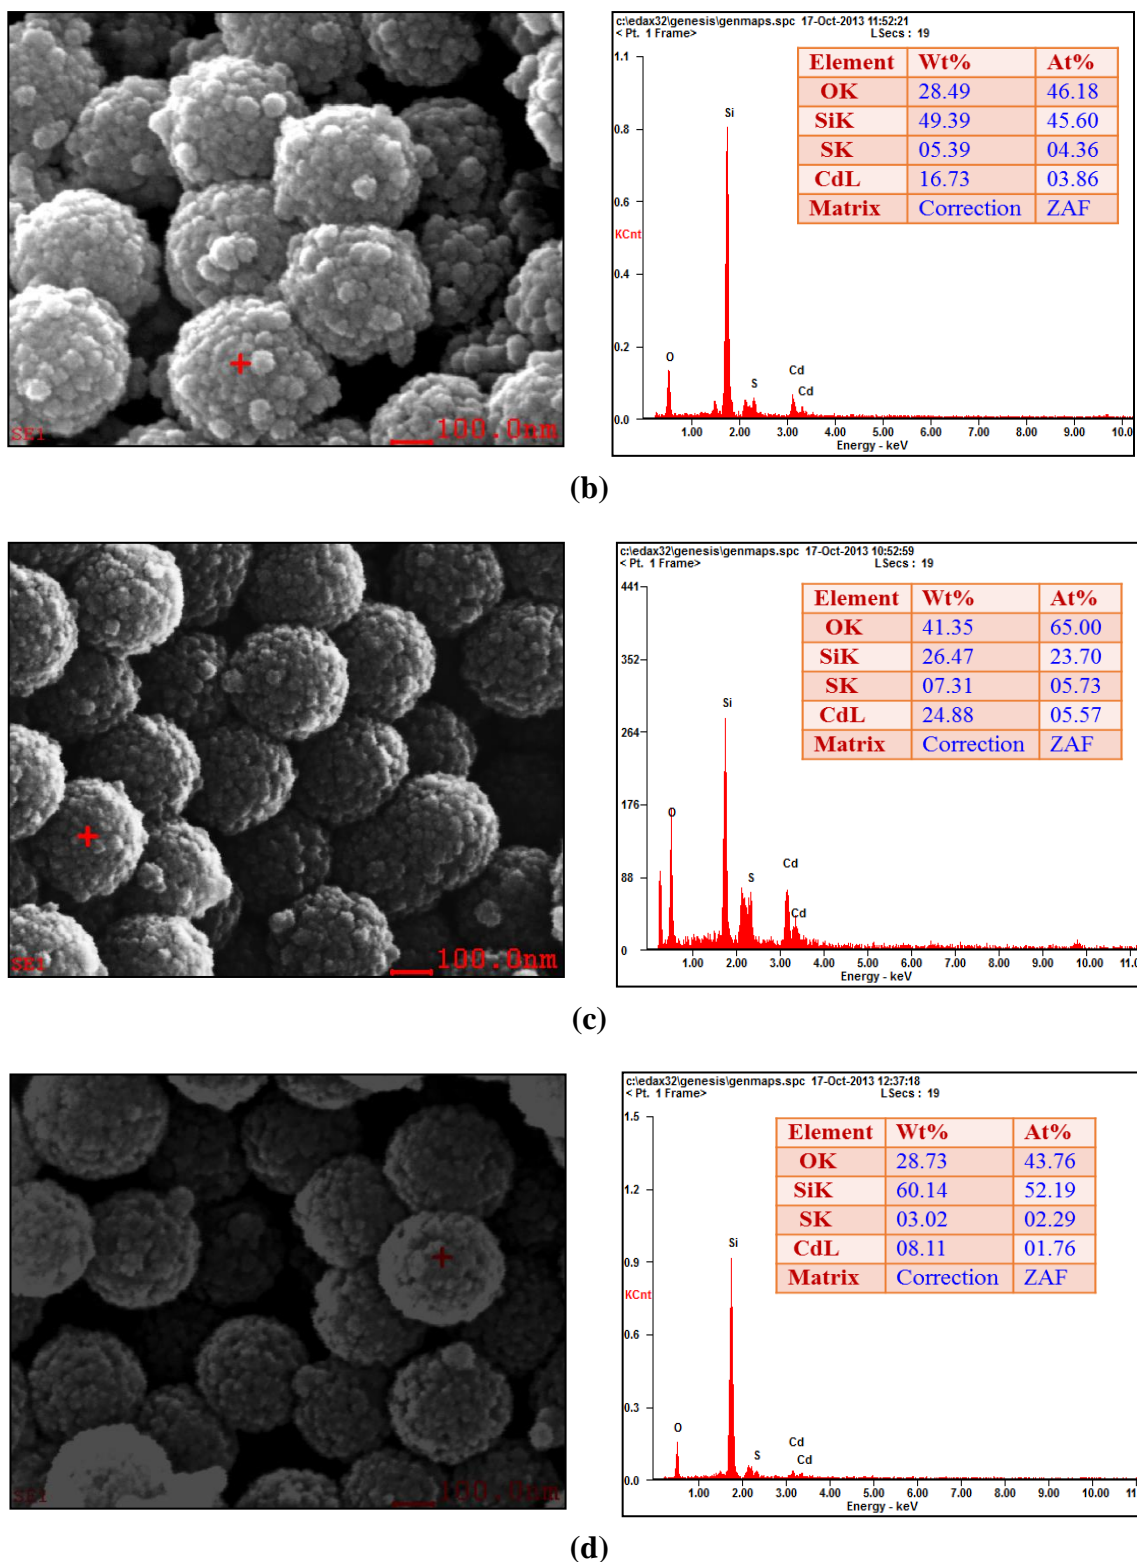 c:\edax32\genesis\genmaps.spc 17-Oct-2013 11:52:21
< Pt. 1 Frame> LSecs : 19
1.1
0.8
0.6
KCnt
0.4
0.2
0.0
Element Wt% At%
OK 28.49 46.18
SiK 49.39 45.60
SK 05.39 04.36
CdL 16.73 03.86
Matrix Correction ZAF
Si
O
S
Cd
Cd
1.00 2.00 3.00 4.00 5.00 6.00 7.00 8.00 9.00 10.0
Energy - keV
SE1 100.0nm
(b)
c:\edax32\genesis\genmaps.spc 17-Oct-2013 10:52:59
< Pt. 1 Frame> LSecs : 19
441
352
264
176
88
0
Element Wt% At%
OK 41.35 65.00
SiK 26.47 23.70
SK 07.31 05.73
CdL 24.88 05.57
Matrix Correction ZAF
Si
O
S
Cd
Cd
1.00 2.00 3.00 4.00 5.00 6.00 7.00 8.00 9.00 10.00 11.0
Energy - keV
SE1 100.0nm
(c)
c:\edax32\genesis\genmaps.spc 17-Oct-2013 12:37:18
< Pt. 1 Frame> LSecs : 19
1.5
1.2
0.9
KCnt
0.6
0.3
0.0
Element Wt% At%
OK 28.73 43.76
SiK 60.14 52.19
SK 03.02 02.29
CdL 08.11 01.76
Matrix Correction ZAF
Si
O
S
Cd
Cd
1.00 2.00 3.00 4.00 5.00 6.00 7.00 8.00 9.00 10.00 11.0
Energy - keV
SE1 100.0nm
(d)